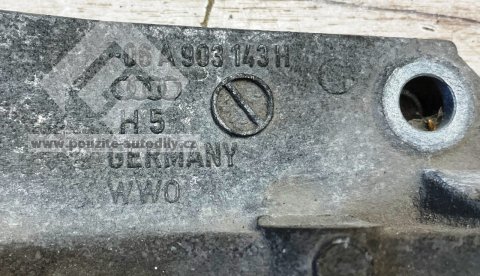 06A 903 143 H
H5
www.pouzite-autodily.cz
GERMANY
WWO